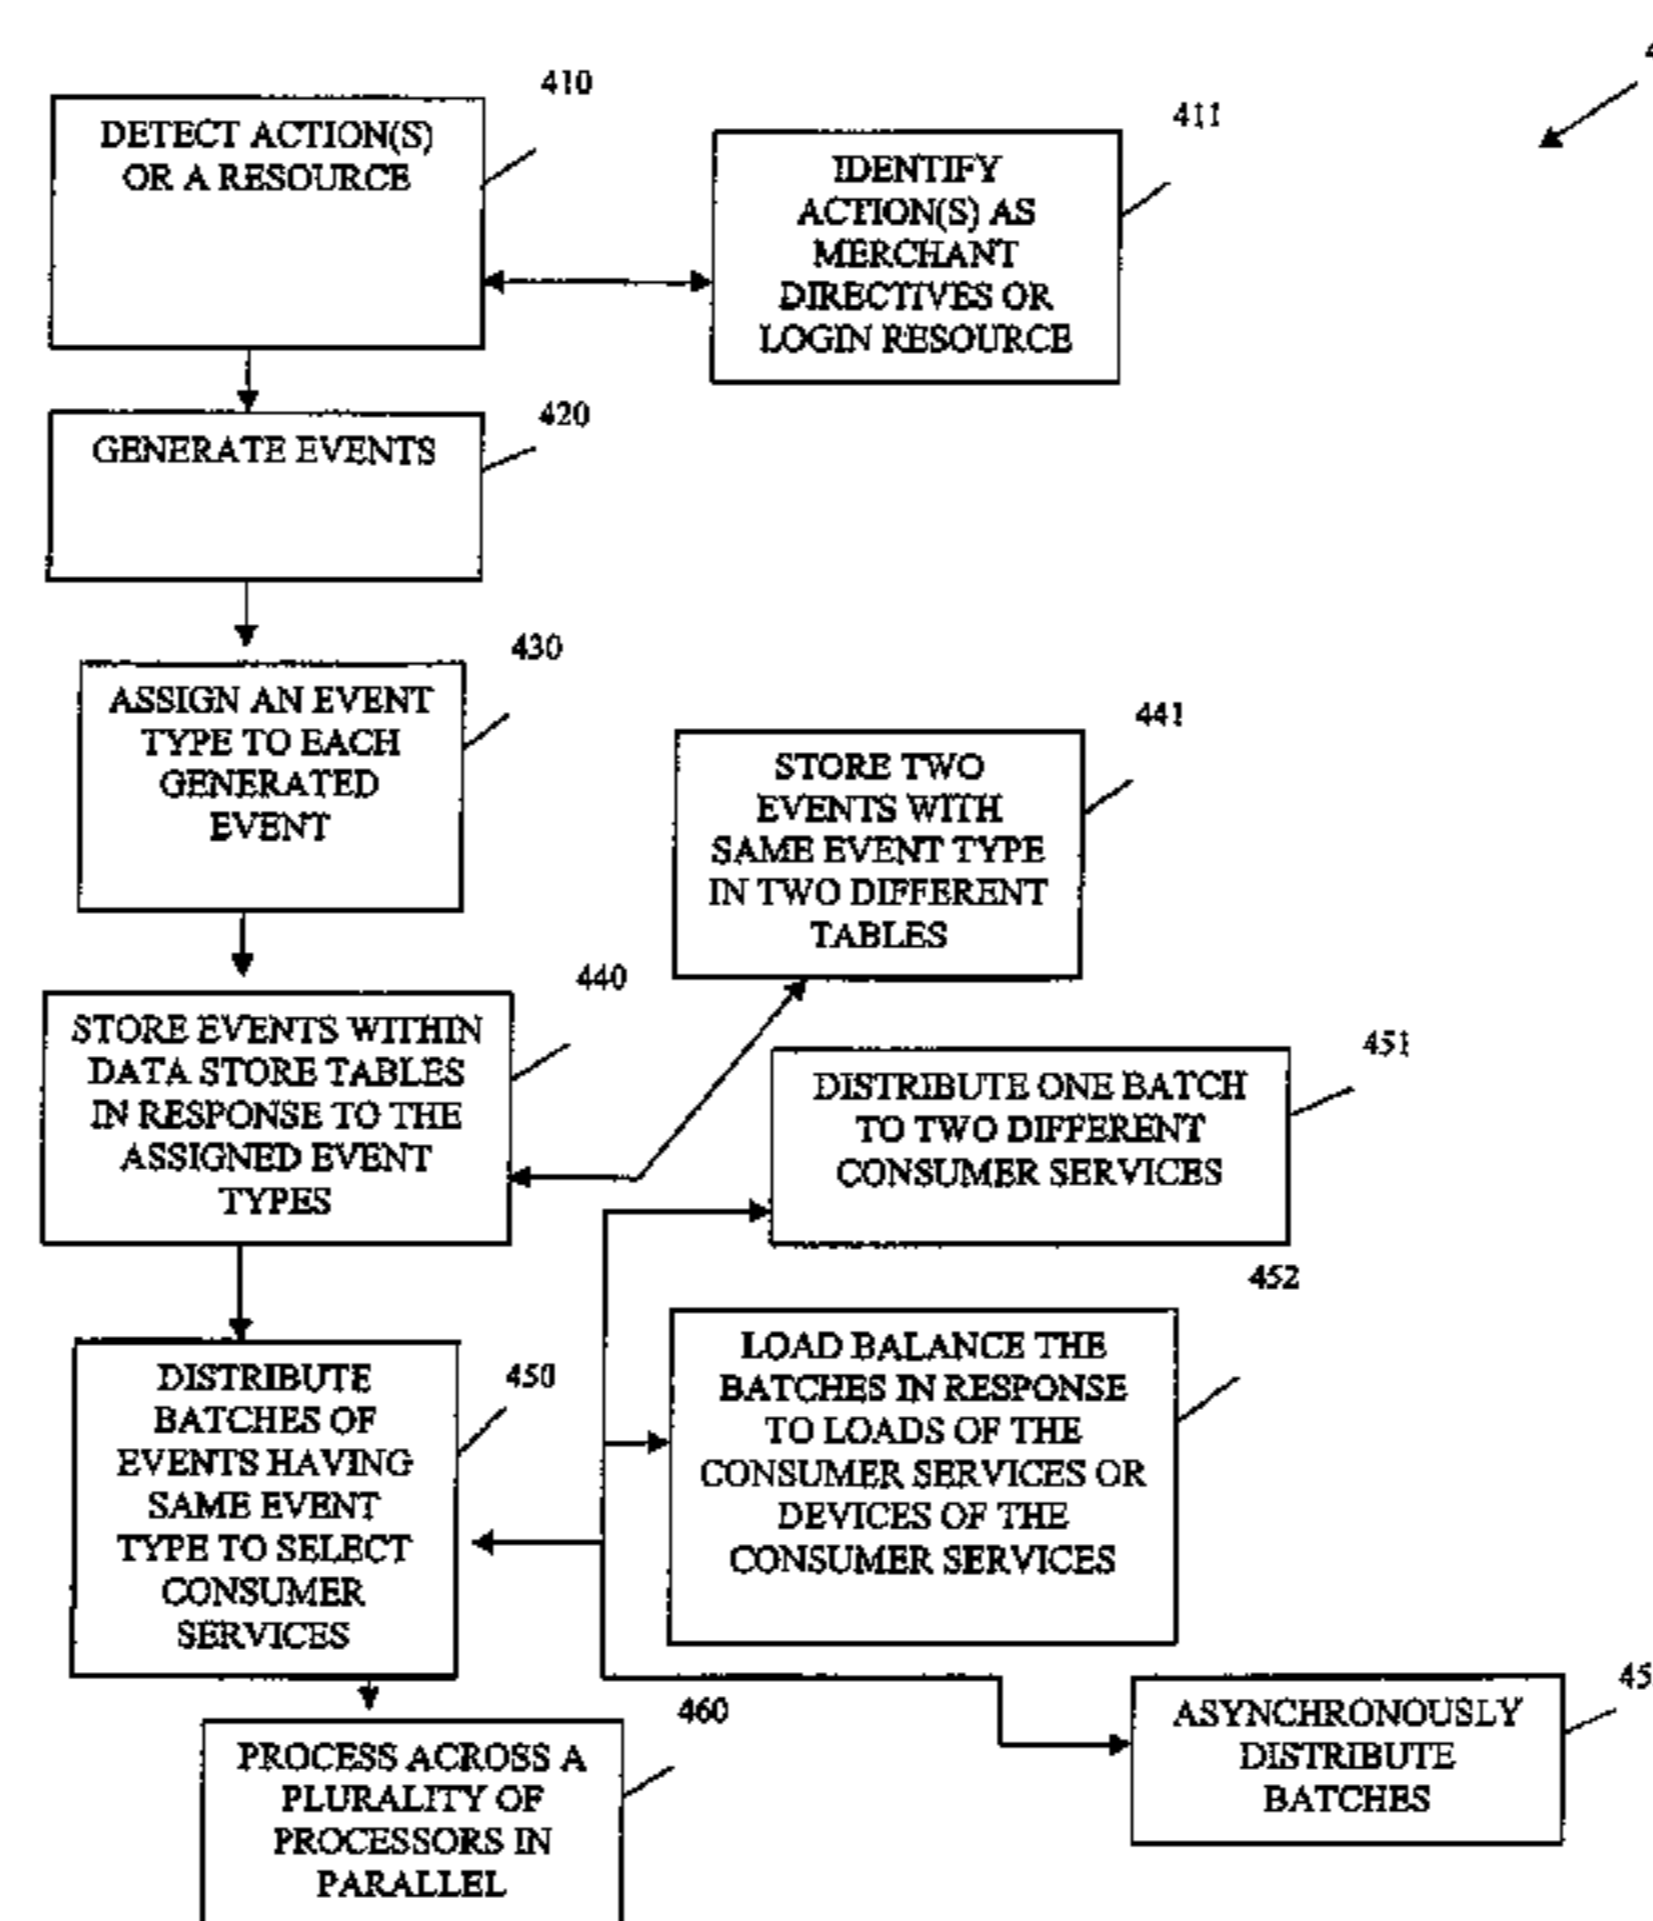 410
DETECT ACTION(S)
OR A RESOURCE
411
IDENTIFY
ACTION(S) AS
MERCHANT
DIRECTIVES OR
LOGIN RESOURCE
420
GENERATE EVENTS
430
ASSIGN AN EVENT
TYPE TO EACH
GENERATED
EVENT
441
STORE TWO
EVENTS WITH
SAME EVENT TYPE
IN TWO DIFFERENT
TABLES
440
STORE EVENTS WITHIN
DATA STORE TABLES
IN RESPONSE TO THE
ASSIGNED EVENT
TYPES
451
DISTRIBUTE ONE BATCH
TO TWO DIFFERENT
CONSUMER SERVICES
452
LOAD BALANCE THE
BATCHES IN RESPONSE
TO LOADS OF THE
CONSUMER SERVICES OR
DEVICES OF THE
CONSUMER SERVICES
450
DISTRIBUTE
BATCHES OF
EVENTS HAVING
SAME EVENT
TYPE TO SELECT
CONSUMER
SERVICES
ASYNCHRONOUSLY
DISTRIBUTE
BATCHES
460
PROCESS ACROSS A
PLURALITY OF
PROCESSORS IN
PARALLEL